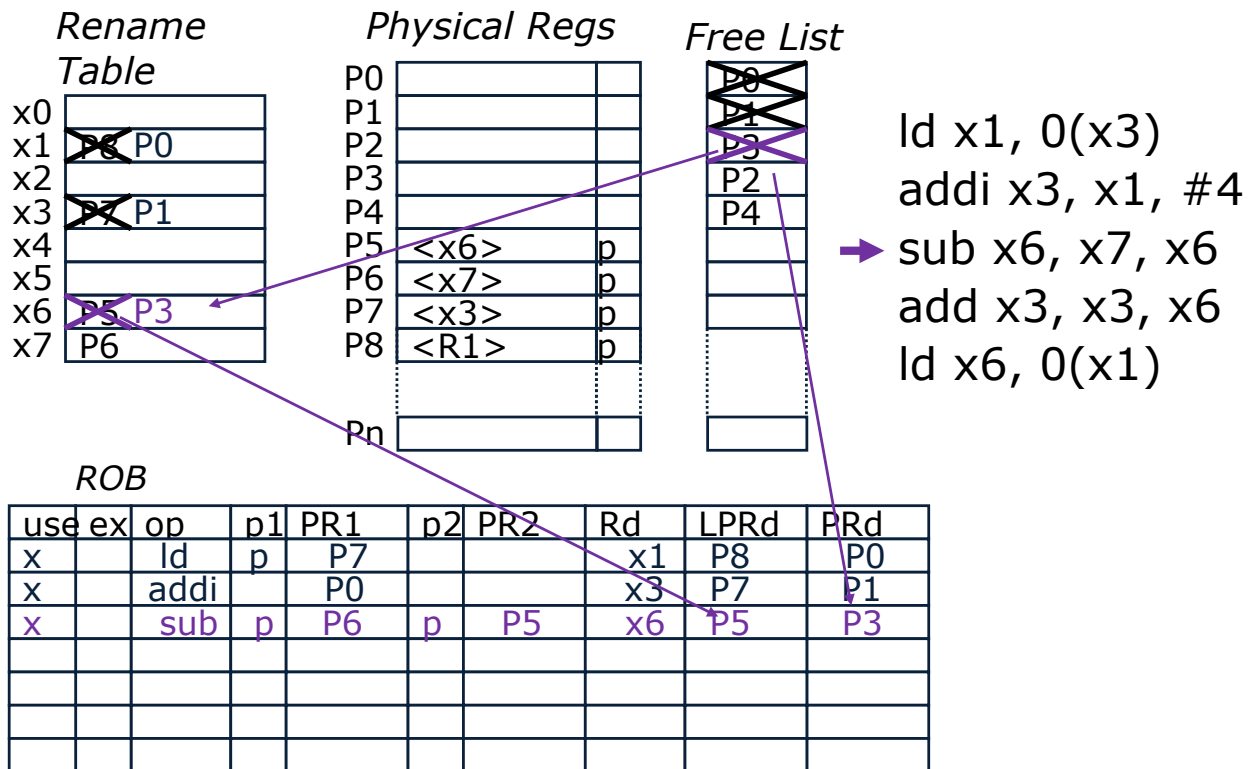 Rename Table
x0
x1 P8 P0
x2
x3 P7 P1
x4
x5
x6 P5 P3
x7 P6
Physical Regs
P0
P1
P2
P3
P4
P5 <x6> p
P6 <x7> p
P7 <x3> p
P8 <R1> p
Pn
Free List
P0
P1
P3
P2
P4
ld x1, 0(x3)
addi x3, x1, #4
sub x6, x7, x6
add x3, x3, x6
ld x6, 0(x1)
ROB
use ex op p1 PR1 p2 PR2 Rd LPRd PRd
x ld p P7 x1 P8 P0
x addi P0 x3 P7 P1
x sub p P6 p P5 x6 P5 P3